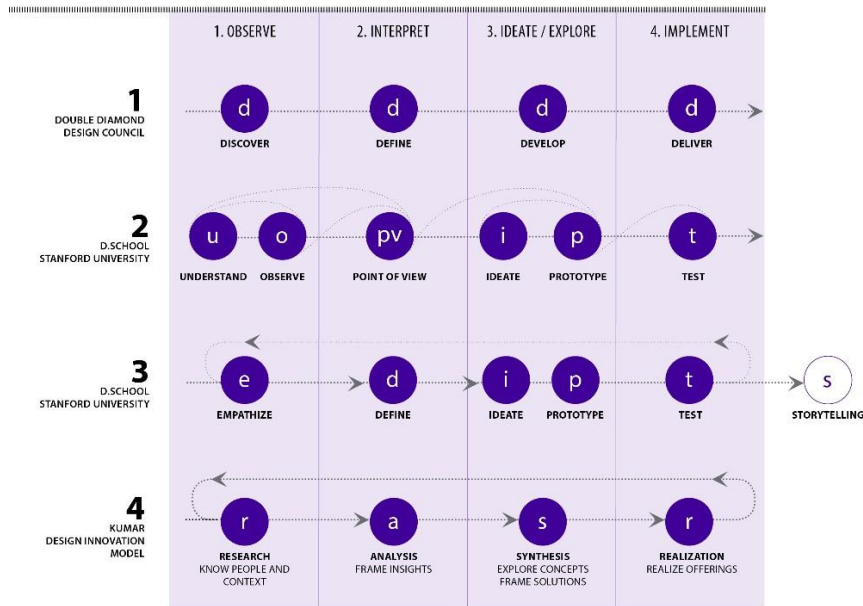 1. OBSERVE
2. INTERPRET
3. IDEATE / EXPLORE
4. IMPLEMENT
1
DOUBLE DIAMOND
DESIGN COUNCIL
d
DISCOVER
d
DEFINE
d
DEVELOP
d
DELIVER
2
D.SCHOOL
STANFORD UNIVERSITY
u
UNDERSTAND
o
OBSERVE
pv
POINT OF VIEW
i
IDEATE
p
PROTOTYPE
t
TEST
3
D.SCHOOL
STANFORD UNIVERSITY
e
EMPATHIZE
d
DEFINE
i
IDEATE
p
PROTOTYPE
t
TEST
s
STORYTELLING
4
KUMAR
DESIGN INNOVATION
MODEL
r
RESEARCH
KNOW PEOPLE AND
CONTEXT
a
ANALYSIS
FRAME INSIGHTS
s
SYNTHESIS
EXPLORE CONCEPTS
FRAME SOLUTIONS
r
REALIZATION
REALIZE OFFERINGS